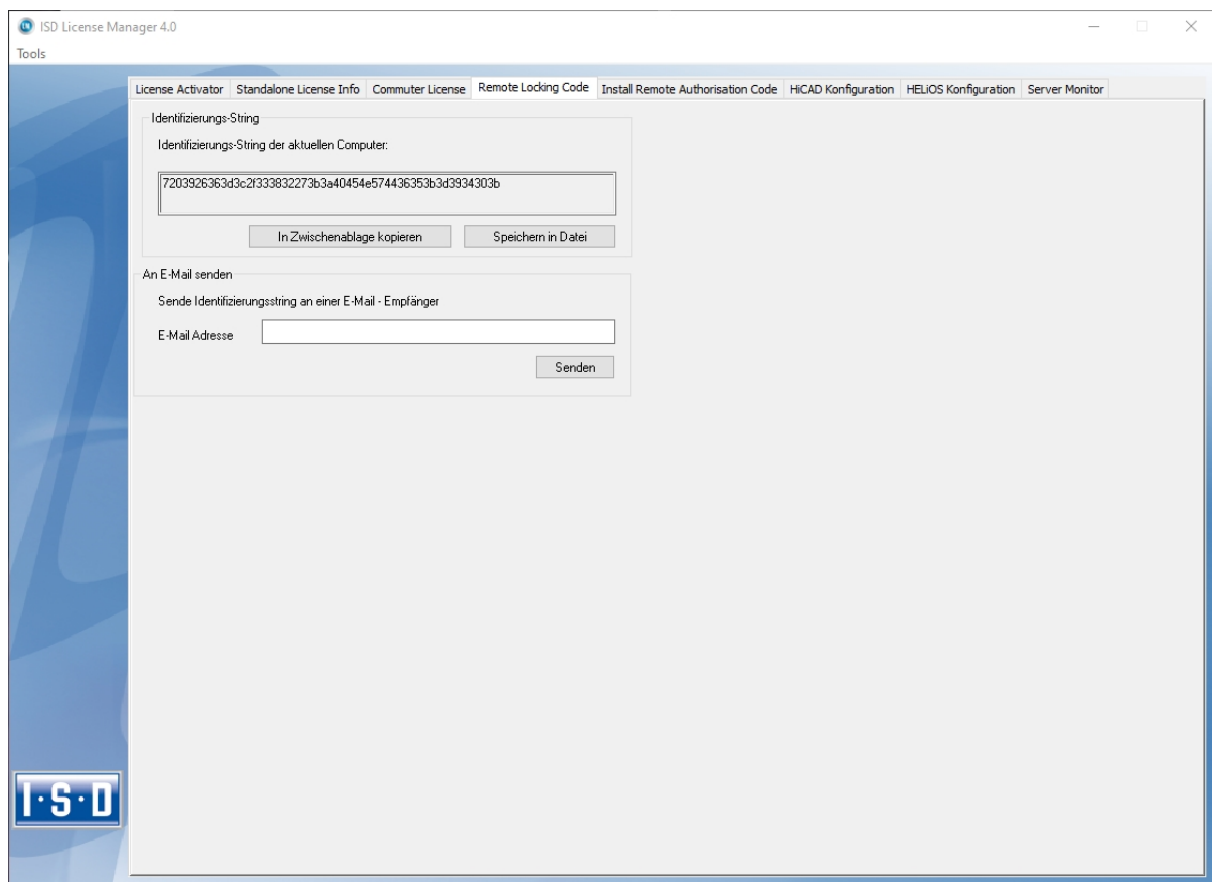 ISD License Manager 4.0
Tools
License Activator Standalone License Info Commuter License Remote Locking Code Install Remote Authorisation Code HiCAD Konfiguration HELiOS Konfiguration Server Monitor
Identifizierungs-String
Identifizierungs-String der aktuellen Computer:
7203926363d3c2f333832273b3a40454e574436353b3d3934303b
In Zwischenablage kopieren Speichern in Datei
An E-Mail senden
Sende Identifizierungsstring an einer E-Mail - Empfänger
E-Mail Adresse
Senden
I·S·D